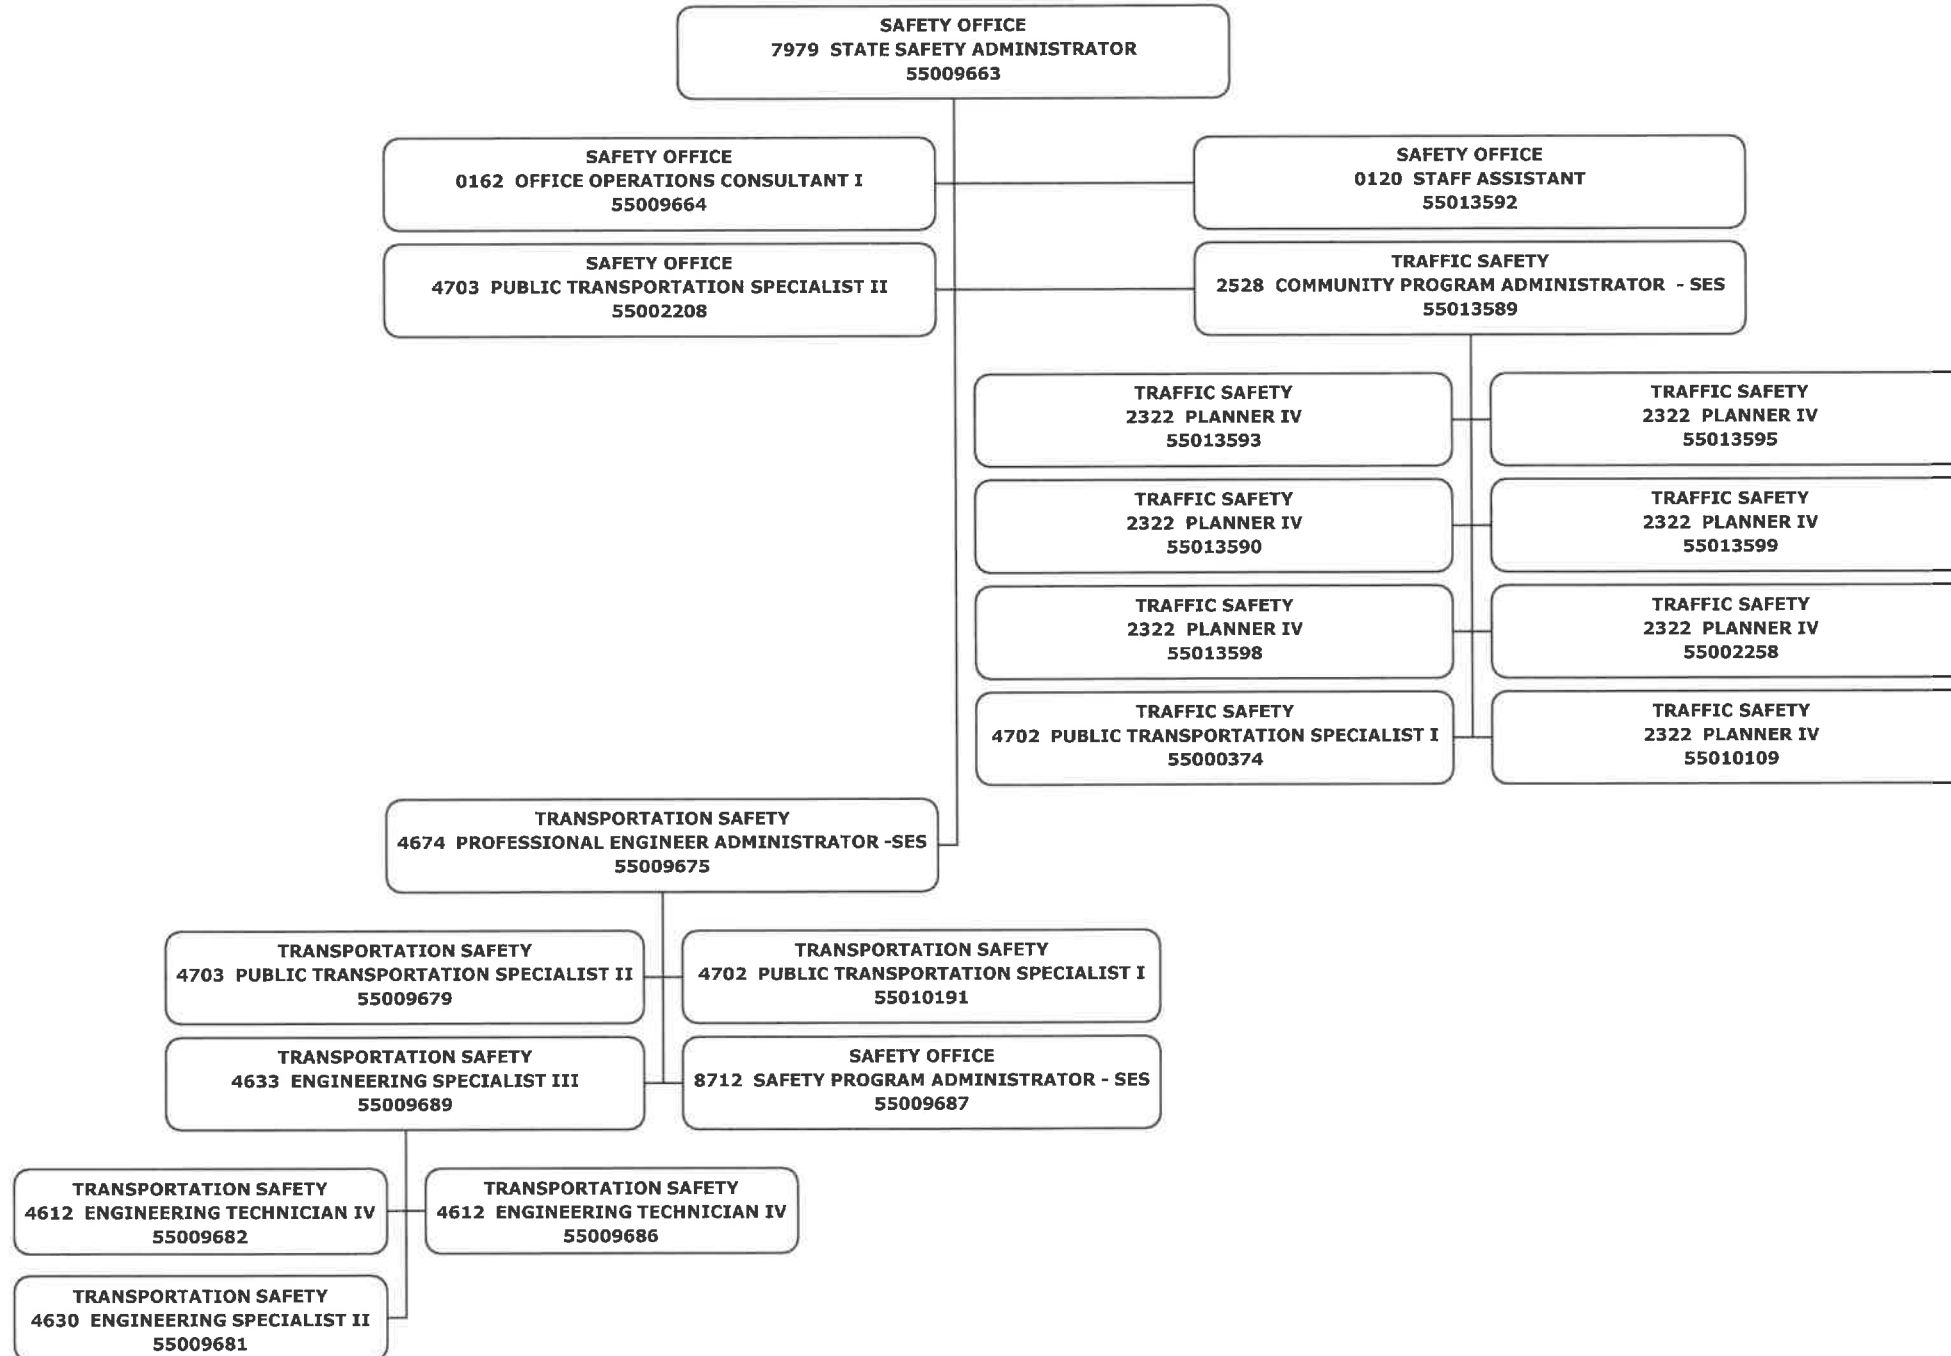 SAFETY OFFICE
7979 STATE SAFETY ADMINISTRATOR
55009663
SAFETY OFFICE
0162 OFFICE OPERATIONS CONSULTANT I
55009664
SAFETY OFFICE
0120 STAFF ASSISTANT
55013592
SAFETY OFFICE
4703 PUBLIC TRANSPORTATION SPECIALIST II
55002208
TRAFFIC SAFETY
2528 COMMUNITY PROGRAM ADMINISTRATOR - SES
55013589
TRAFFIC SAFETY
2322 PLANNER IV
55013593
TRAFFIC SAFETY
2322 PLANNER IV
55013595
TRAFFIC SAFETY
2322 PLANNER IV
55013590
TRAFFIC SAFETY
2322 PLANNER IV
55013599
TRAFFIC SAFETY
2322 PLANNER IV
55013598
TRAFFIC SAFETY
2322 PLANNER IV
55002258
TRAFFIC SAFETY
4702 PUBLIC TRANSPORTATION SPECIALIST I
55000374
TRAFFIC SAFETY
2322 PLANNER IV
55010109
TRANSPORTATION SAFETY
4674 PROFESSIONAL ENGINEER ADMINISTRATOR -SES
55009675
TRANSPORTATION SAFETY
4703 PUBLIC TRANSPORTATION SPECIALIST II
55009679
TRANSPORTATION SAFETY
4702 PUBLIC TRANSPORTATION SPECIALIST I
55010191
TRANSPORTATION SAFETY
4633 ENGINEERING SPECIALIST III
55009689
SAFETY OFFICE
8712 SAFETY PROGRAM ADMINISTRATOR - SES
55009687
TRANSPORTATION SAFETY
4612 ENGINEERING TECHNICIAN IV
55009682
TRANSPORTATION SAFETY
4612 ENGINEERING TECHNICIAN IV
55009686
TRANSPORTATION SAFETY
4630 ENGINEERING SPECIALIST II
55009681